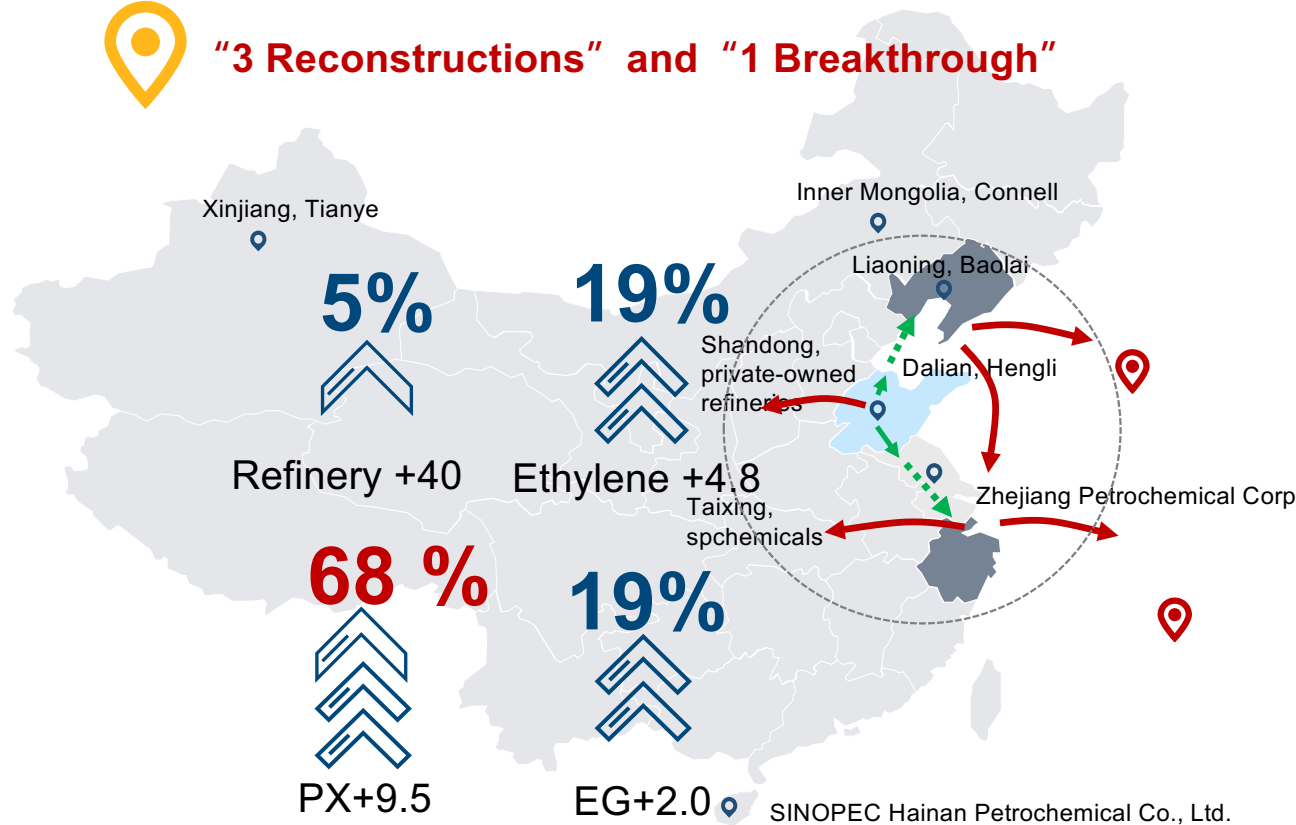 “3 Reconstructions” and “1 Breakthrough”
Xinjiang, Tianye
Inner Mongolia, Connell
Liaoning, Baolai
5%
19%
Shandong,
private-owned
refineries
Dalian, Hengli
Refinery +40
Ethylene +4.8
Taixing,
spchemicals
Zhejiang Petrochemical Corp
68 %
19%
PX+9.5
EG+2.0
SINOPEC Hainan Petrochemical Co., Ltd.